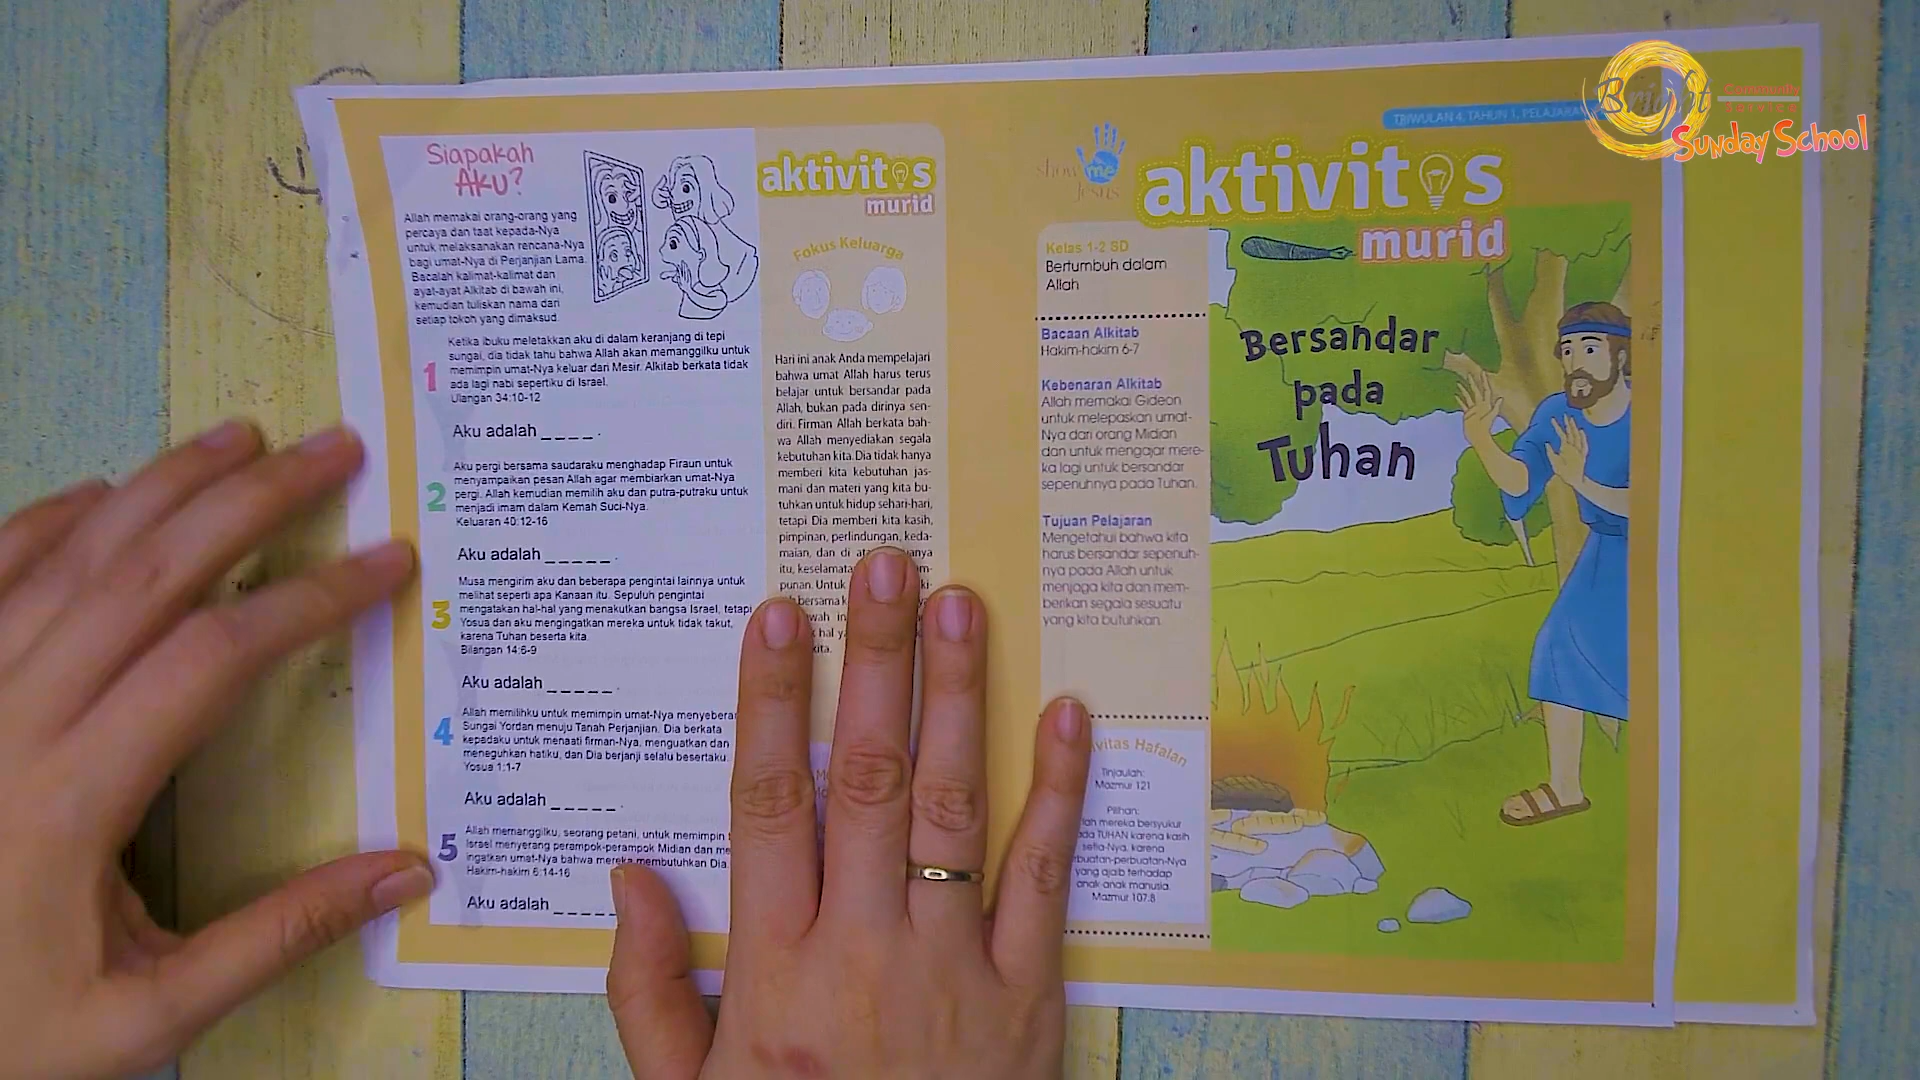 Siapakah
AKU?
Allah memakai orang-orang yang
percaya dan taat kepada-Nya
untuk melaksanakan rencana-Nya
bagi umat-Nya di Perjanjian Lama.
Bacalah kalimat-kalimat dan
ayat-ayat Alkitab di bawah ini,
kemudian tuliskan nama dari
setiap tokoh yang dimaksud
1
Ketika ibuku meletakkan aku di dalam keranjang di tepi
sungai, dia tidak tahu bahwa Allah akan memanggilku untuk
memimpin umat-Nya keluar dari Mesir. Alkitab berkata tidak
ada lagi nabi sepertiku di Israel.
Ulangan 34:10-12
Aku adalah _ _ _ _ .
2
Aku pergi bersama saudaraku menghadap Firaun untuk
menyampaikan pesan Allah agar membiarkan umat-Nya
pergi. Allah kemudian memilih aku dan putra-putraku untuk
menjadi imam dalam Kemah Suci-Nya.
Keluaran 40:12-16
Aku adalah _ _ _ _ _ .
3
Musa mengirim aku dan beberapa pengintai lainnya untuk
melihat seperti apa Kanaan itu. Sepuluh pengintai
mengatakan hal-hal yang menakutkan bangsa Israel, tetapi
Yosua dan aku mengingatkan mereka untuk tidak takut,
karena Tuhan beserta kita.
Bilangan 14:6-9
Aku adalah _ _ _ _ _ .
4
Allah memilihku untuk memimpin umat-Nya menyeberan
Sungai Yordan menuju Tanah Perjanjian. Dia berkata
kepadaku untuk menaati firman-Nya, menguatkan dan
meneguhkan hatiku, dan Dia berjanji selalu besertaku.
Yosua 1:1-7
Aku adalah _ _ _ _ _ .
5
Allah memanggilku, seorang petani, untuk memimpin
Israel menyerang perampok-perampok Midian dan me
ingatkan umat-Nya bahwa mereka membutuhkan Dia.
Hakim-hakim 6:14-16
Aku adalah _ _ _ _ _
aktivitas
murid
Fokus Keluarga
Hari ini anak Anda mempelajari
bahwa umat Allah harus terus
belajar untuk bersandar pada
Allah, bukan pada dirinya sen-
diri. Firman Allah berkata bah-
wa Allah menyediakan segala
kebutuhan kita. Dia tidak hanya
memberi kita kebutuhan jas-
mani dan materi yang kita bu-
tuhkan untuk hidup sehari-hari,
tetapi Dia memberi kita kasih,
pimpinan, perlindungan, keda-
maian, dan di
itu, keselamata
punan. Untuk
bersama
hal
kita.
TRIWULAN 4, TAHUN 1, PELAJARAN
show
me
Jesus
aktivitas
murid
Kelas 1-2 SD
Bertumbuh dalam
Allah
Bacaan Alkitab
Hakim-hakim 6-7
Kebenaran Alkitab
Allah memakai Gideon
untuk melepaskan umat-
Nya dari orang Midian
dan untuk mengajar mere-
ka lagi untuk bersandar
sepenuhnya pada Tuhan.
Tujuan Pelajaran
Mengetahui bahwa kita
harus bersandar sepenuh-
nya pada Allah untuk
menjaga kita dan mem-
berikan segala sesuatu
yang kita butuhkan.
vitas Hafalan
Tinjaulah:
Mazmur 121
Pilihan:
lah mereka bersyukur
da TUHAN karena kasih
setia-Nya, karena
buatan-perbuatan-Nya
yang ajaib terhadap
anak-anak manusia.
Mazmur 107:8
Bersandar
pada
Tuhan
Bright
Community
Service
Sunday School